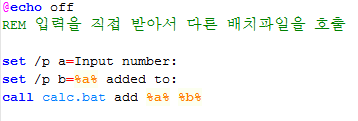 @echo off
REM 입력을 직접 받아서 다른 배치파일을 호출
set /p a=Input number:
set /p b=%a% added to:
call calc.bat add %a% %b%